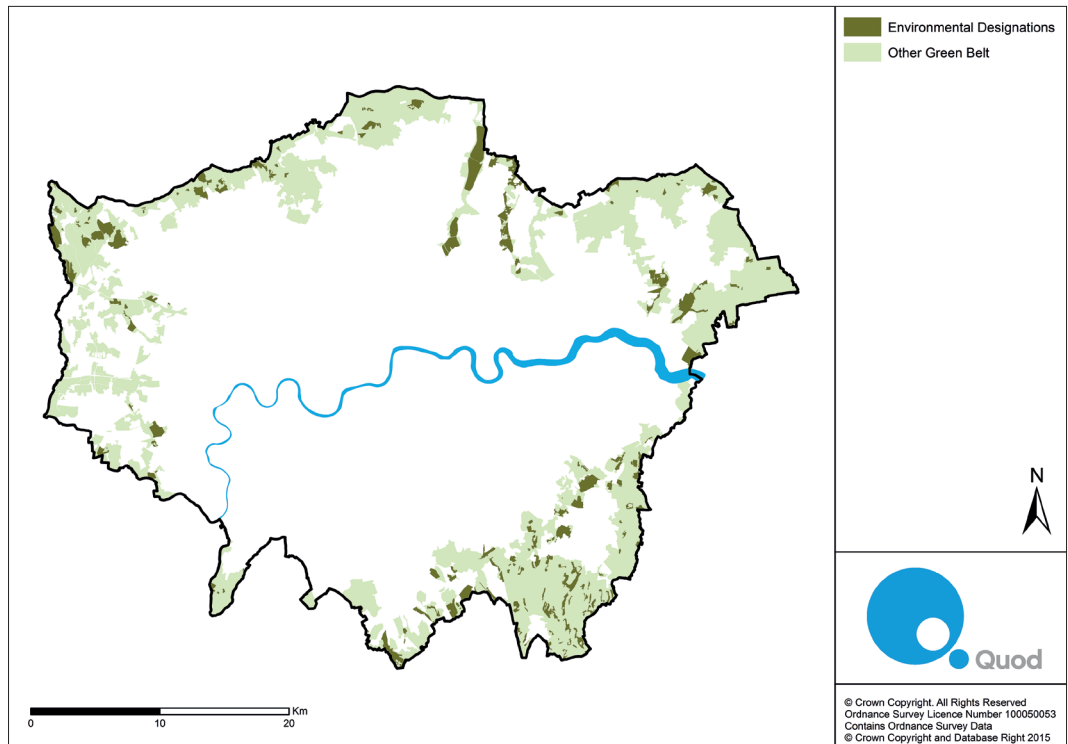 Environmental Designations
Other Green Belt
N
Quod
Km
0
10
20
© Crown Copyright. All Rights Reserved
Ordnance Survey Licence Number 100050053
Contains Ordnance Survey Data
© Crown Copyright and Database Right 2015